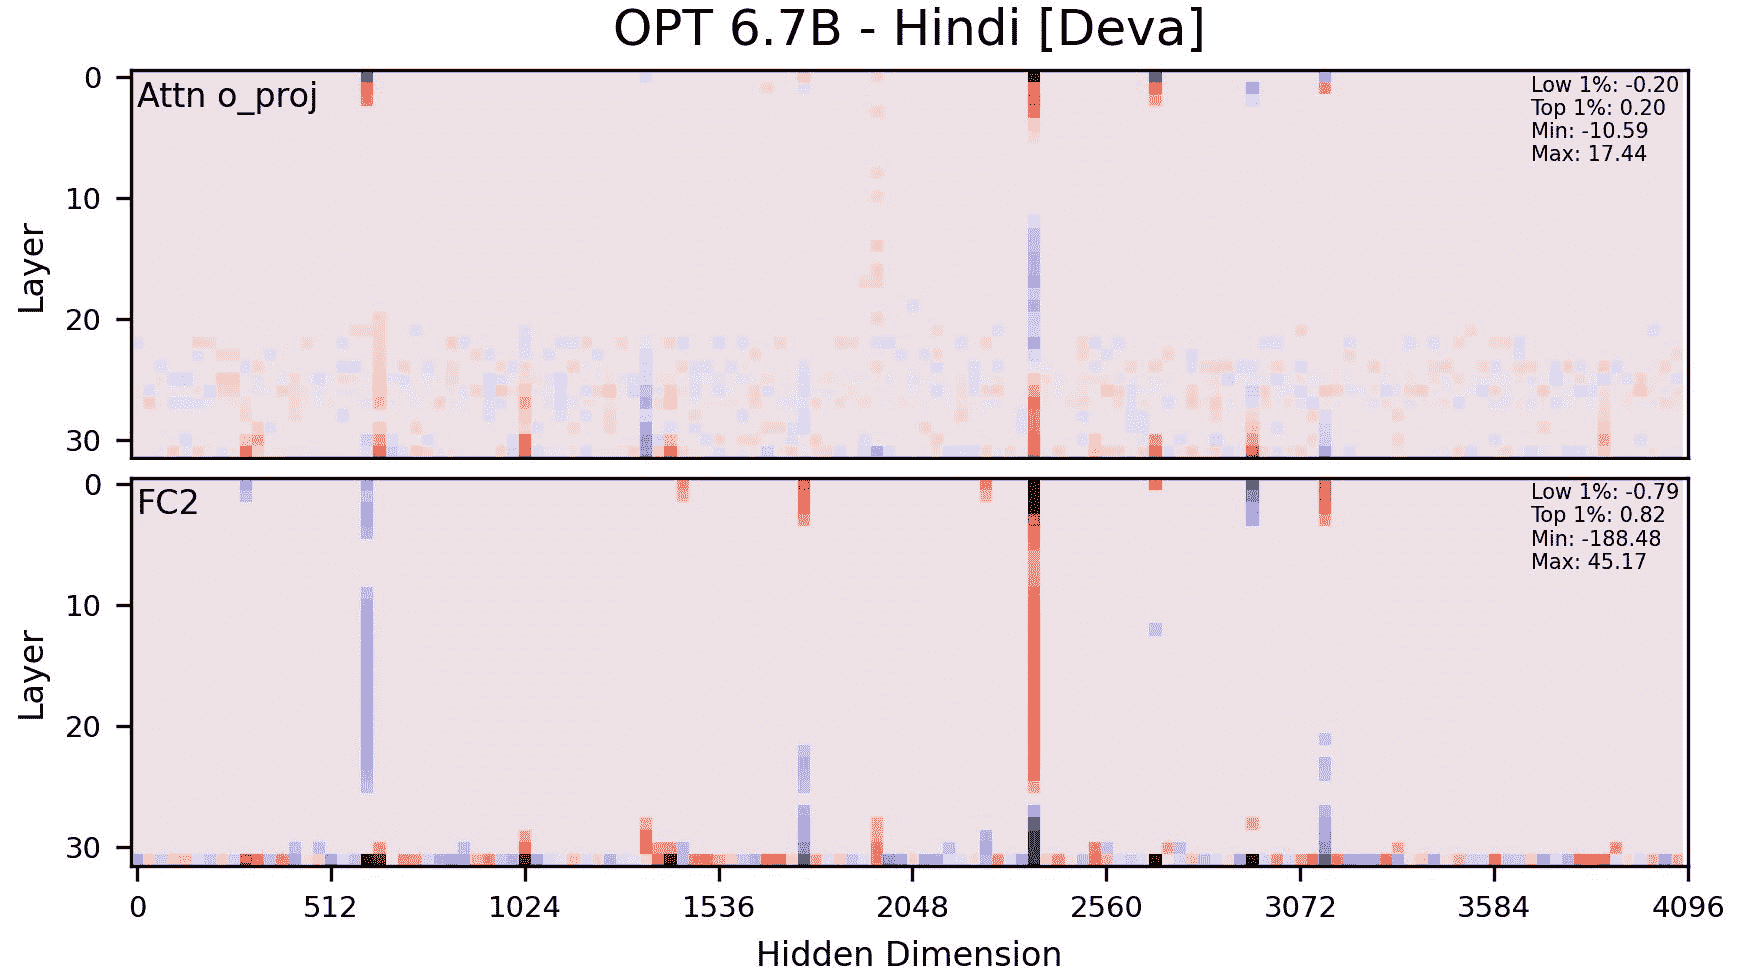 OPT 6.7B - Hindi [Deva]
Attn o_proj
Low 1%: -0.20
Top 1%: 0.20
Min: -10.59
Max: 17.44
Layer
0
10
20
30
FC2
Low 1%: -0.79
Top 1%: 0.82
Min: -188.48
Max: 45.17
Layer
0
10
20
30
0 512 1024 1536 2048 2560 3072 3584 4096
Hidden Dimension